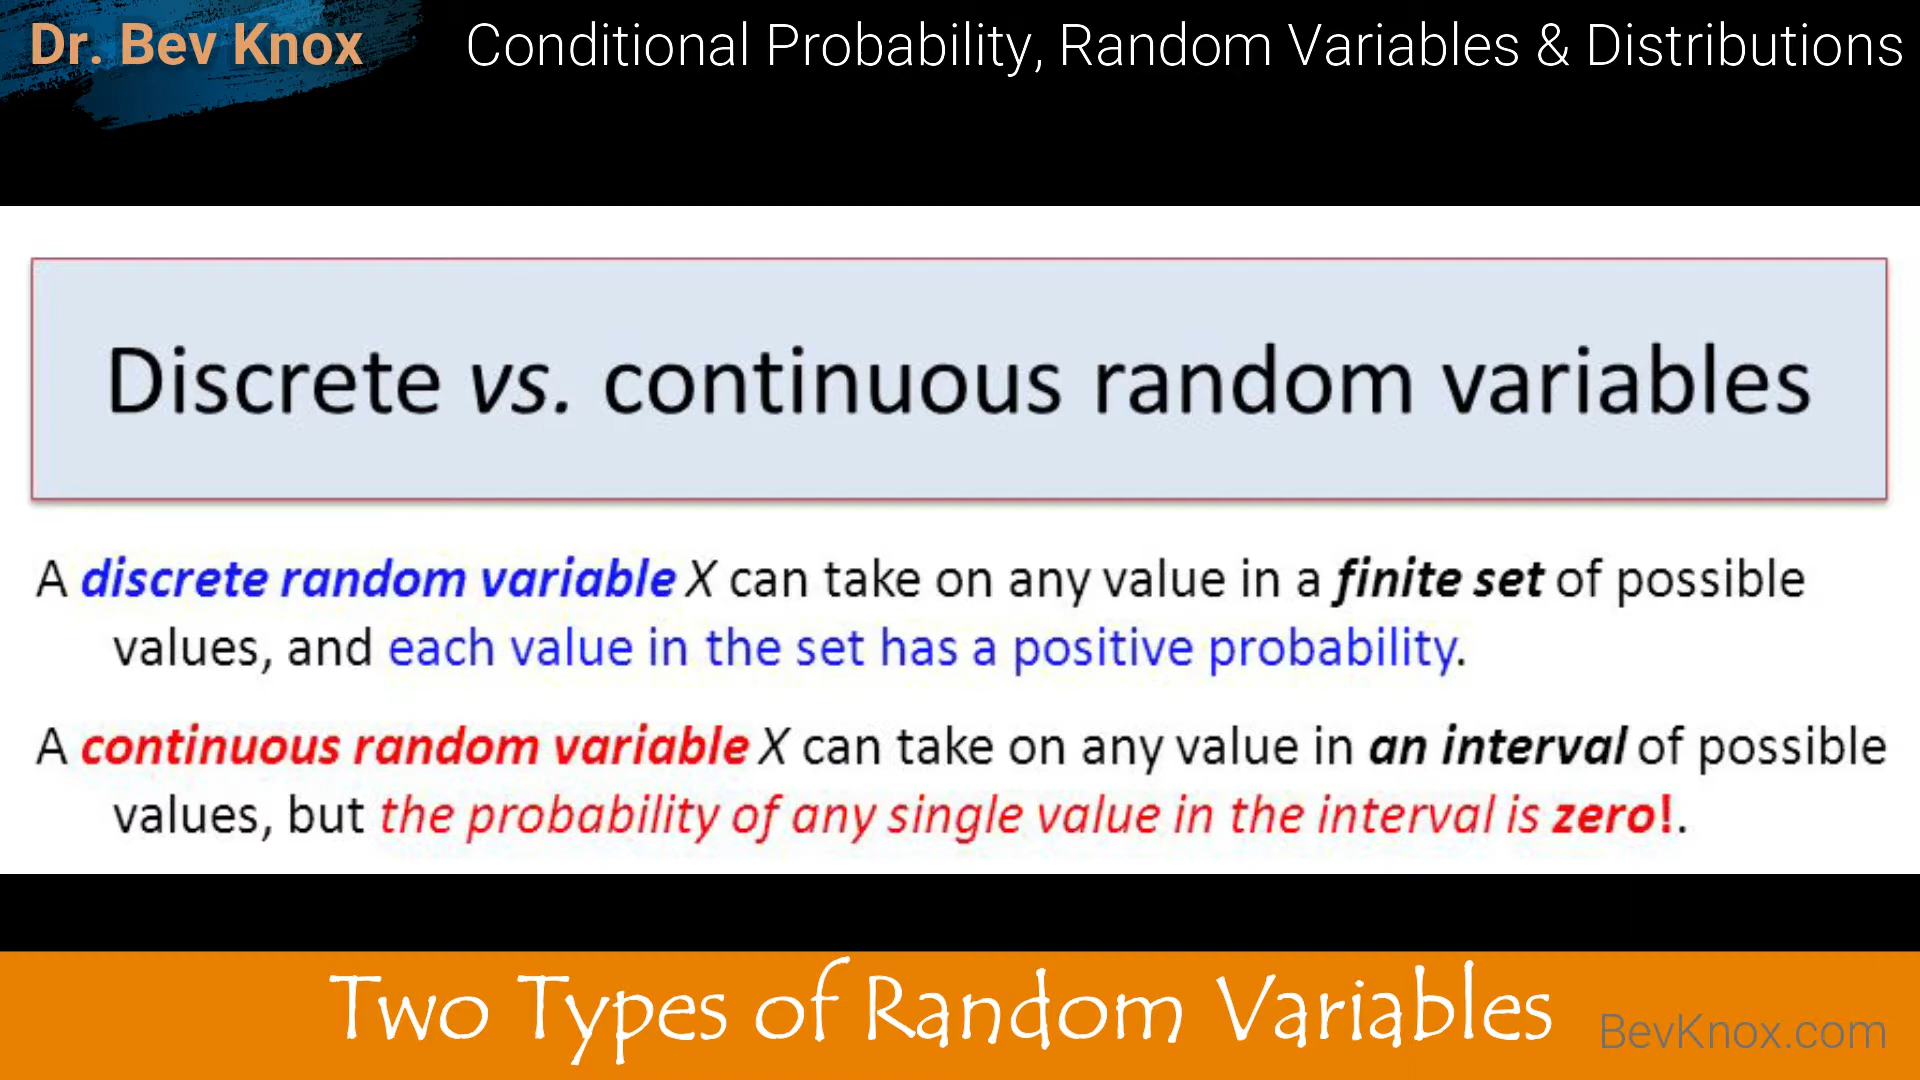 Dr. Bev Knox
Conditional Probability, Random Variables & Distributions
Discrete vs. continuous random variables
A discrete random variable X can take on any value in a finite set of possible
values, and each value in the set has a positive probability.
A continuous random variable X can take on any value in an interval of possible
values, but the probability of any single value in the interval is zero!.
Two Types of Random Variables
BevKnox.com